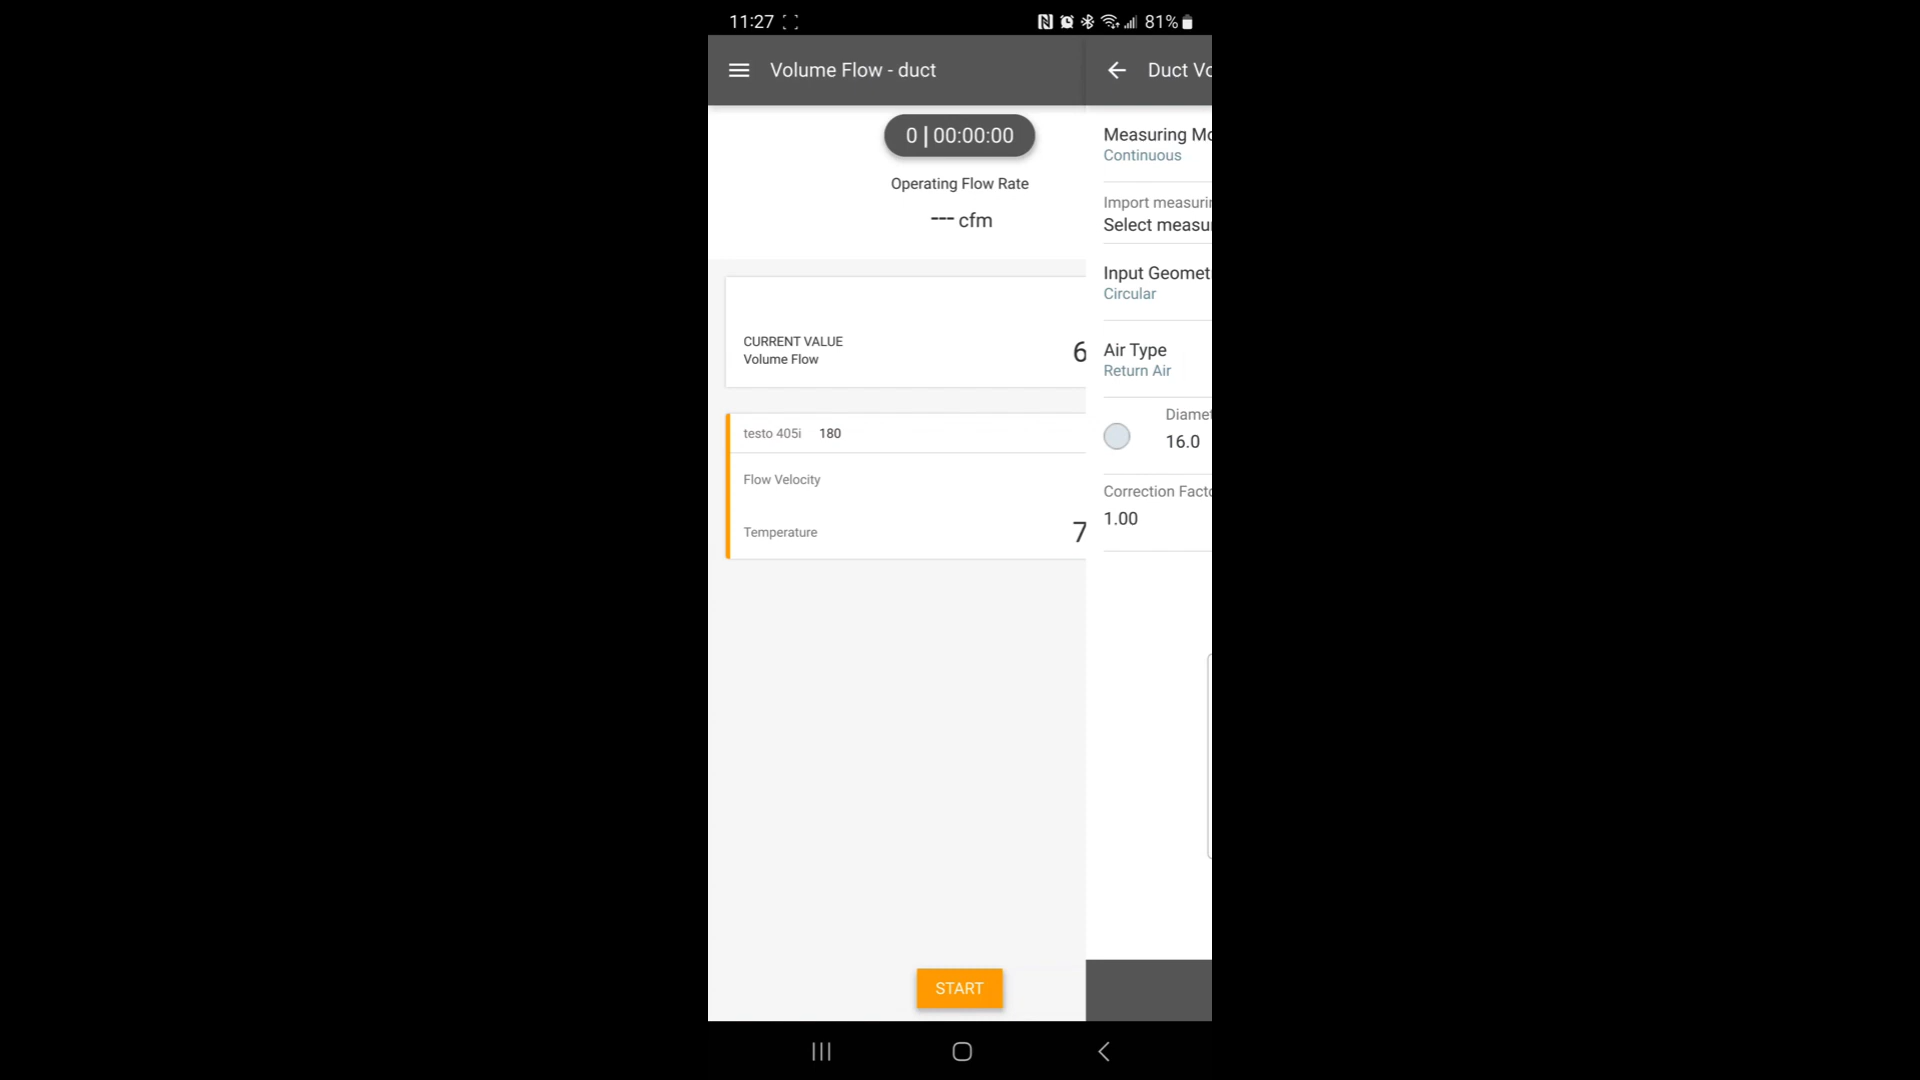 11:27 81%
Volume Flow - duct
0 | 00:00:00
Operating Flow Rate
--- cfm
CURRENT VALUE
Volume Flow
6
testo 405i 180
Flow Velocity
Temperature
7
START
Duct Vo
Measuring Mo
Continuous
Import measurin
Select measu
Input Geomet
Circular
Air Type
Return Air
Diamet
16.0
Correction Facto
1.00